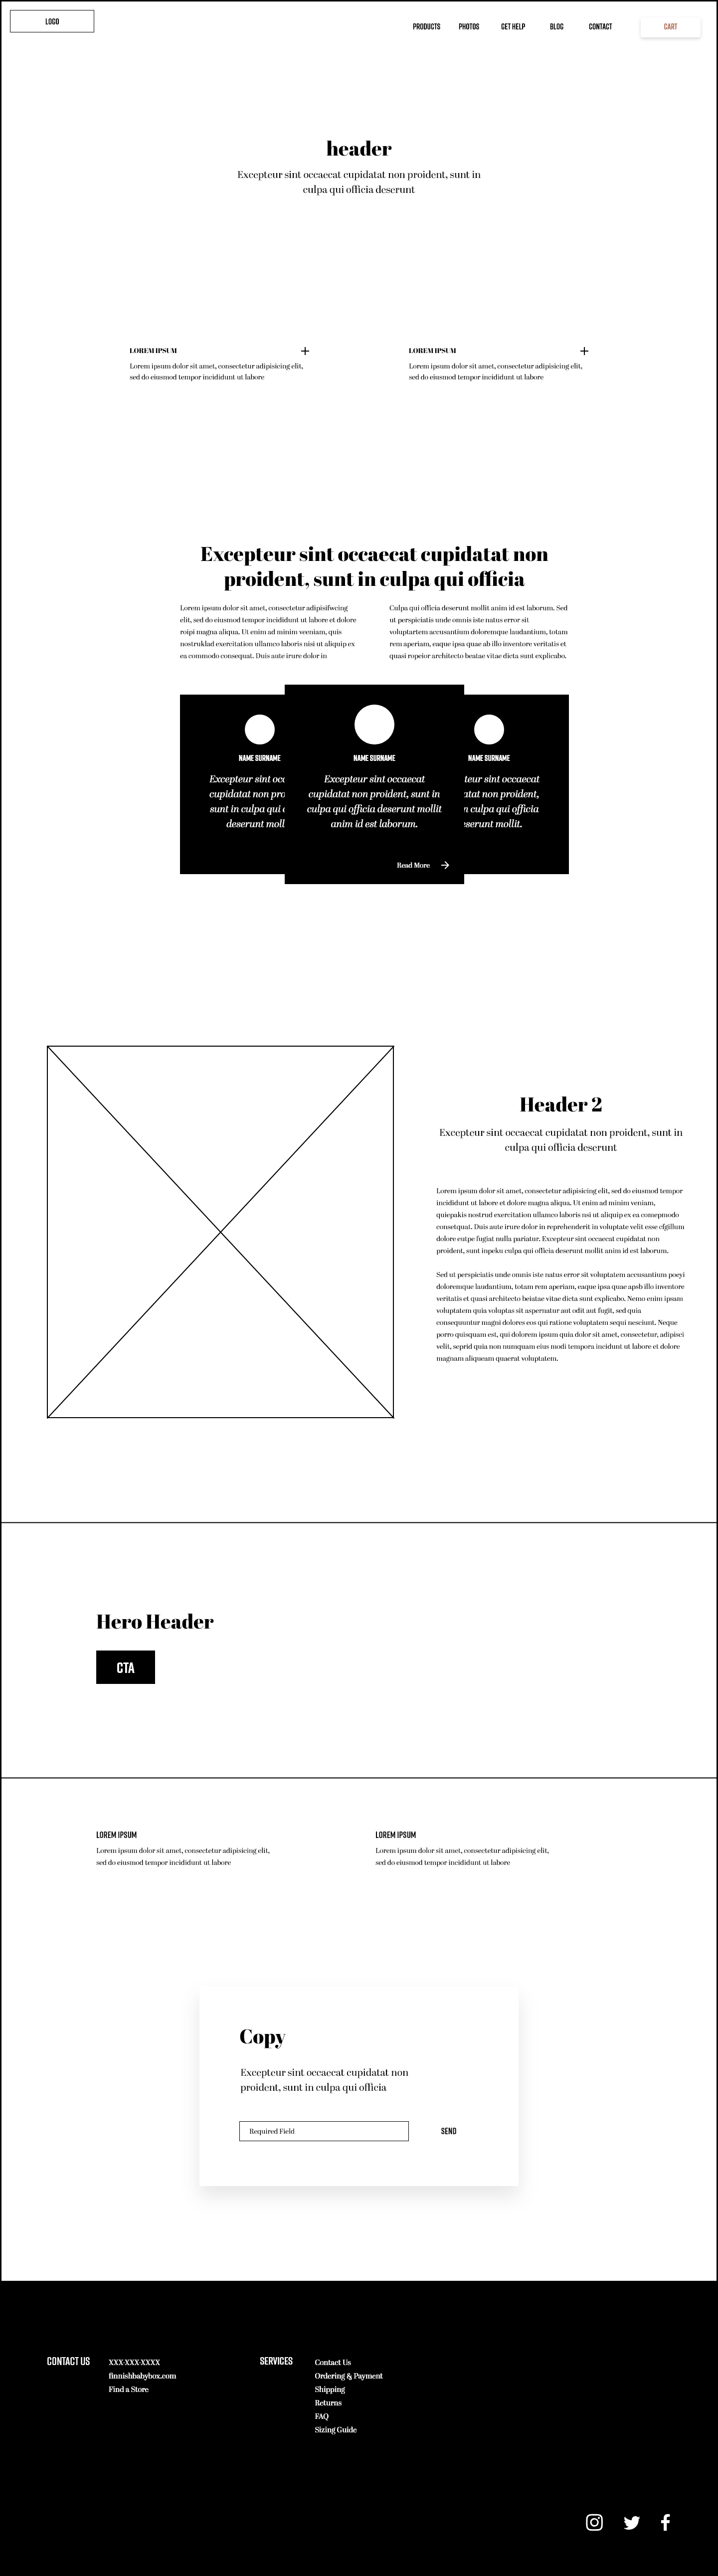 LOGO
PRODUCTS PHOTOS GET HELP BLOG CONTACT CART
header
Excepteur sint occaecat cupidatat non proident, sunt in
culpa qui officia deserunt
LOREM IPSUM
Lorem ipsum dolor sit amet, consectetur adipisicing elit,
sed do eiusmod tempor incididunt ut labore
LOREM IPSUM
Lorem ipsum dolor sit amet, consectetur adipisicing elit,
sed do eiusmod tempor incididunt ut labore
Excepteur sint occaecat cupidatat non
proident, sunt in culpa qui officia
Lorem ipsum dolor sit amet, consectetur adipisifwcing
elit, sed do eiusmod tempor incididunt ut labore et dolore
roipi magna aliqua. Ut enim ad minim veeniam, quis
nostruklad exercitation ullamco laboris nisi ut aliquip ex
ea commodo consequat. Duis aute irure dolor in
Culpa qui officia deserunt mollit anim id est laborum. Sed
ut perspiciatis unde omnis iste natus error sit
voluptartem accusantium doloremque laudantium, totam
rem aperiam, eaque ipsa quae ab illo inventore veritatis et
quasi ropeior architecto beatae vitae dicta sunt explicabo.
NAME SURNAME
Excepteur sint occ
cupidatat non pro
sunt in culpa qui
deserunt moll
NAME SURNAME
Excepteur sint occaecat
cupidatat non proident, sunt in
culpa qui officia deserunt mollit
anim id est laborum.
Read More
NAME SURNAME
teur sint occaecat
atat non proident,
n culpa qui officia
eserunt mollit.
Header 2
Excepteur sint occaecat cupidatat non proident, sunt in
culpa qui officia deserunt
Lorem ipsum dolor sit amet, consectetur adipisicing elit, sed do eiusmod tempor
incididunt ut labore et dolore magna aliqua. Ut enim ad minim veniam,
quiepakis nostrud exercitation ullamco laboris nsi ut aliquip ex ea comepmodo
consetquat. Duis aute irure dolor in reprehenderit in voluptate velit esse cfgillum
dolore eutpe fugiat nulla pariatur. Excepteur sint occaecat cupidatat non
proident, sunt inpeku culpa qui officia deserunt mollit anim id est laborum.
Sed ut perspiciatis unde omnis iste natus error sit voluptatem accusantium poeyi
doloremque laudantium, totam rem aperiam, eaque ipsa quae apsb illo inventore
veritatis et quasi architecto beiatae vitae dicta sunt explicabo. Nemo enim ipsam
voluptatem quia voluptas sit aspernatur aut odit aut fugit, sed quia
consequuntur magni dolores eos qui ratione voluptatem sequi nesciunt. Neque
porro quisquam est, qui dolorem ipsum quia dolor sit amet, consectetur, adipisci
velit, seprid quia non numquam eius modi tempora incidunt ut labore et dolore
magnam aliqueam quaerat voluptatem.
Hero Header
CTA
LOREM IPSUM
Lorem ipsum dolor sit amet, consectetur adipisicing elit,
sed do eiusmod tempor incididunt ut labore
LOREM IPSUM
Lorem ipsum dolor sit amet, consectetur adipisicing elit,
sed do eiusmod tempor incididunt ut labore
Copy
Excepteur sint occaecat cupidatat non
proident, sunt in culpa qui officia
Required Field
SEND
CONTACT US
XXX-XXX-XXXX
finnishbabybox.com
Find a Store
SERVICES
Contact Us
Ordering & Payment
Shipping
Returns
FAQ
Sizing Guide